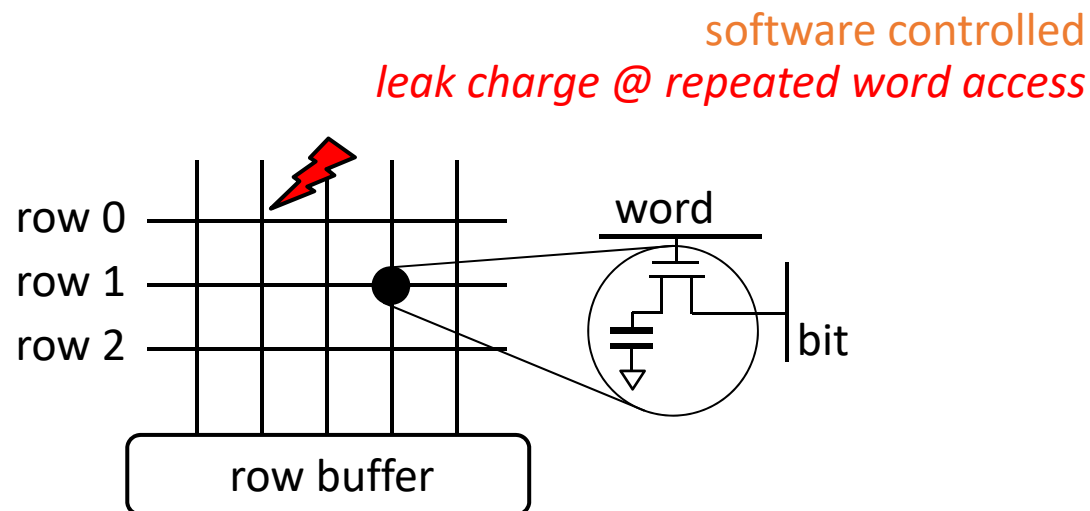 software controlled
leak charge @ repeated word access
row 0
row 1
row 2
word
bit
row buffer